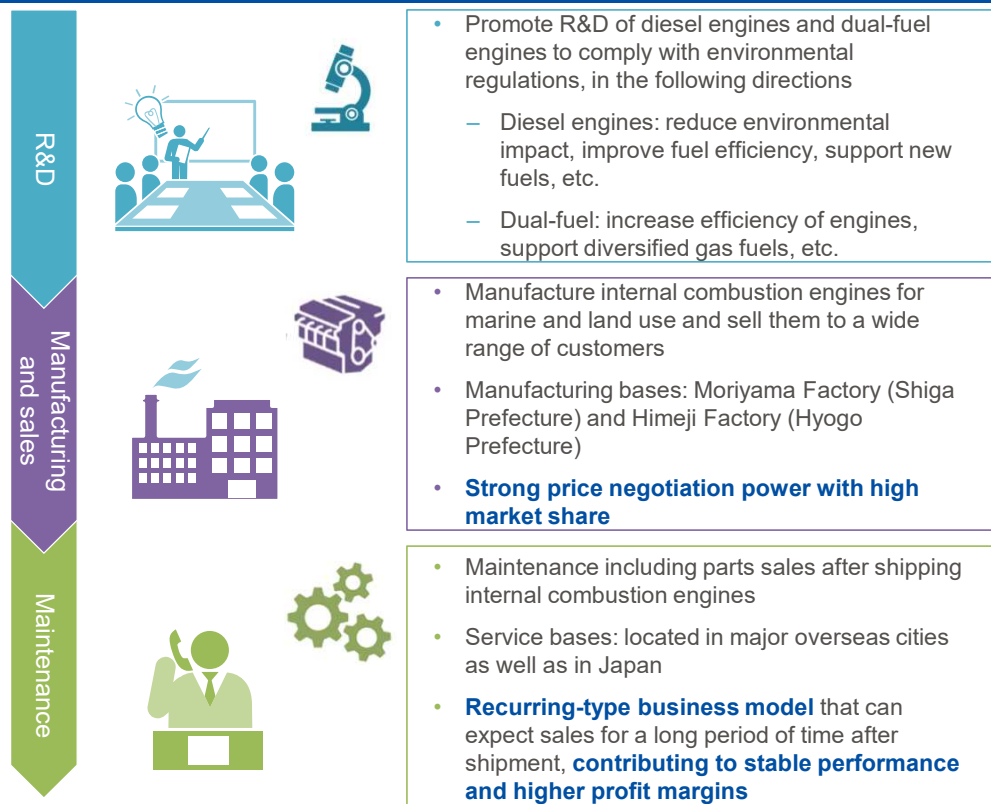 R&D
• Promote R&D of diesel engines and dual-fuel
engines to comply with environmental
regulations, in the following directions
– Diesel engines: reduce environmental
impact, improve fuel efficiency, support new
fuels, etc.
– Dual-fuel: increase efficiency of engines,
support diversified gas fuels, etc.
Manufacturing
and sales
• Manufacture internal combustion engines for
marine and land use and sell them to a wide
range of customers
• Manufacturing bases: Moriyama Factory (Shiga
Prefecture) and Himeji Factory (Hyogo
Prefecture)
• Strong price negotiation power with high
market share
Maintenance
• Maintenance including parts sales after shipping
internal combustion engines
• Service bases: located in major overseas cities
as well as in Japan
• Recurring-type business model that can
expect sales for a long period of time after
shipment, contributing to stable performance
and higher profit margins